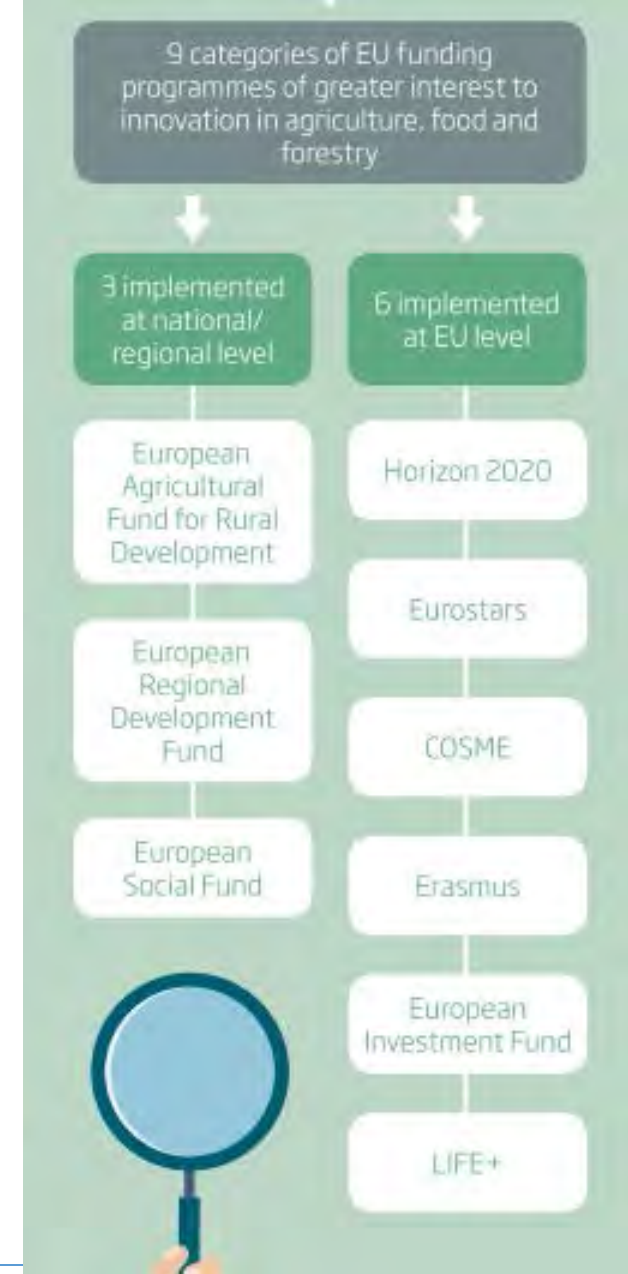 9 categories of EU funding
programmes of greater interest to
innovation in agriculture, food and
forestry
3 implemented
at national/
regional level
European
Agricultural
Fund for Rural
Development
European
Regional
Development
Fund
European
Social Fund
6 implemented
at EU level
Horizon 2020
Eurostars
COSME
Erasmus
European
Investment Fund
LIFE+